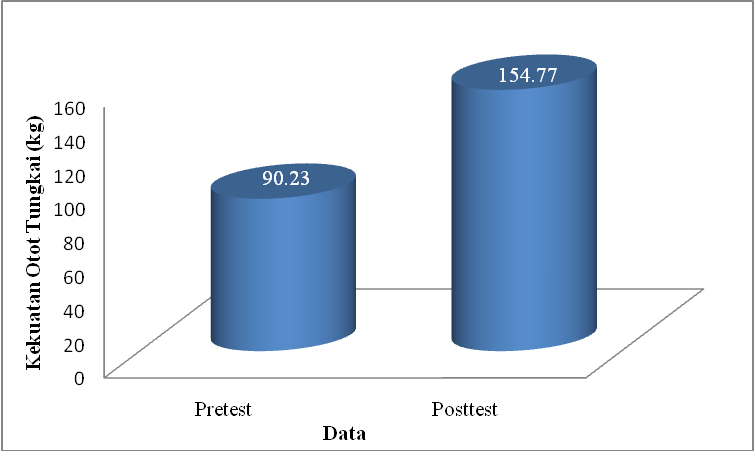 Kekuatan Otot Tungkai (kg)
160
140
120
100
80
60
40
20
0
154.77
90.23
Pretest
Posttest
Data